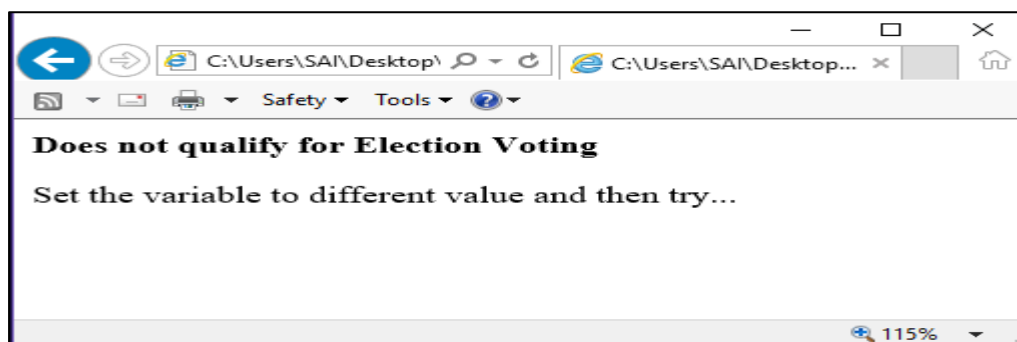 C:\Users\SAI\Desktop\
C:\Users\SAI\Desktop...
Safety Tools
Does not qualify for Election Voting
Set the variable to different value and then try...
115%